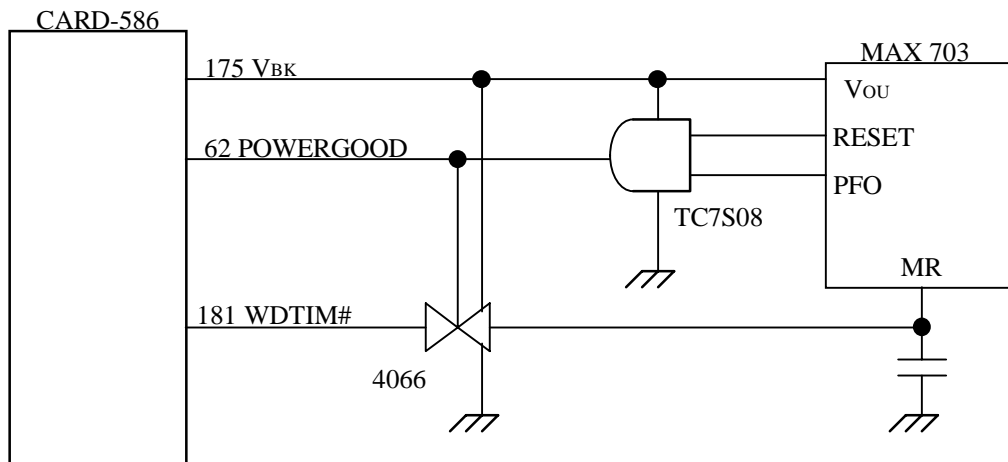 CARD-586
MAX 703
175 VBK
VOU
62 POWERGOOD
RESET
PFO
TC7S08
MR
181 WDTIM#
4066